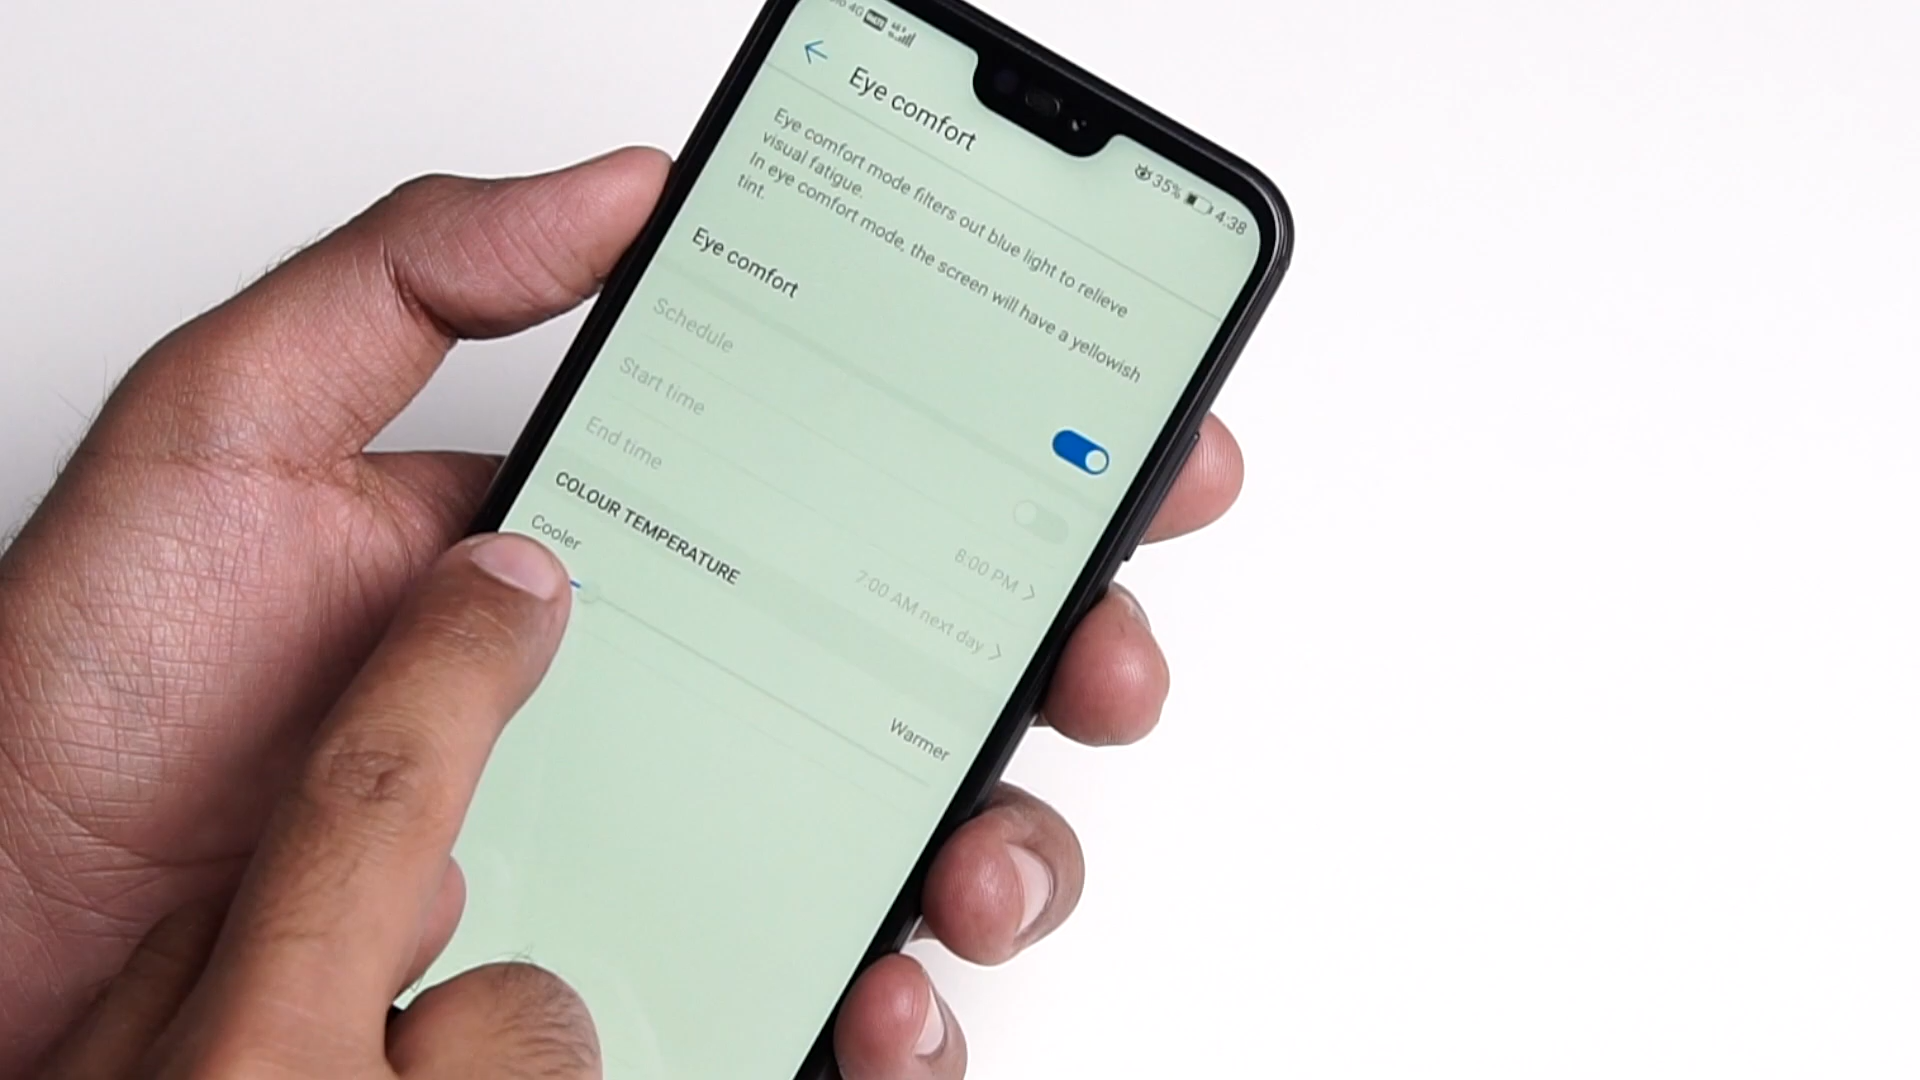 4G VoLTE
Eye comfort
35% 4:38
Eye comfort mode filters out blue light to relieve
visual fatigue.
In eye comfort mode, the screen will have a yellowish
tint.
Eye comfort
Schedule
Start time
8:00 PM
End time
7:00 AM next day
COLOUR TEMPERATURE
Cooler
Warmer